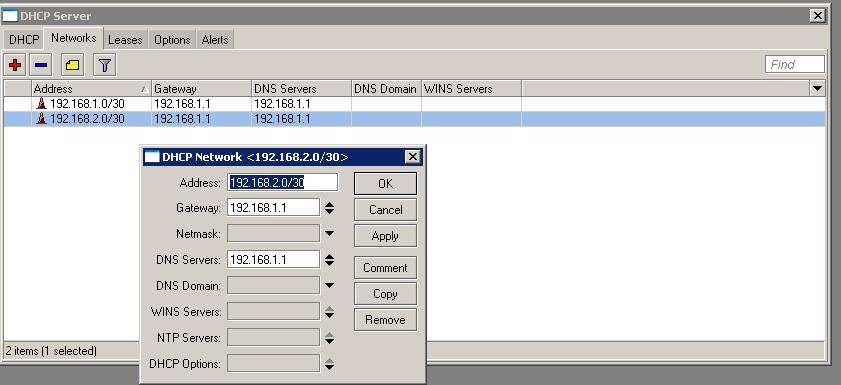 DHCP Server
DHCP Networks Leases Options Alerts
Find
Address Gateway DNS Servers DNS Domain WINS Servers
192.168.1.0/30 192.168.1.1 192.168.1.1
192.168.2.0/30 192.168.1.1 192.168.1.1
DHCP Network <192.168.2.0/30>
Address: 192.168.2.0/30 OK
Gateway: 192.168.1.1 Cancel
Netmask: Apply
DNS Servers: 192.168.1.1 Comment
DNS Domain: Copy
WINS Servers: Remove
NTP Servers:
DHCP Options:
2 items (1 selected)